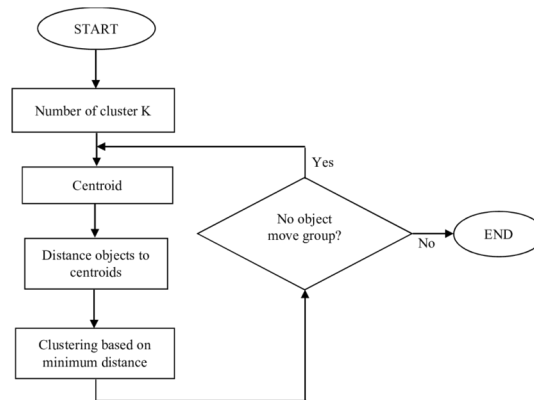 START
Number of cluster K
Centroid
Distance objects to
centroids
Clustering based on
minimum distance
Yes
No object
move group?
No
END